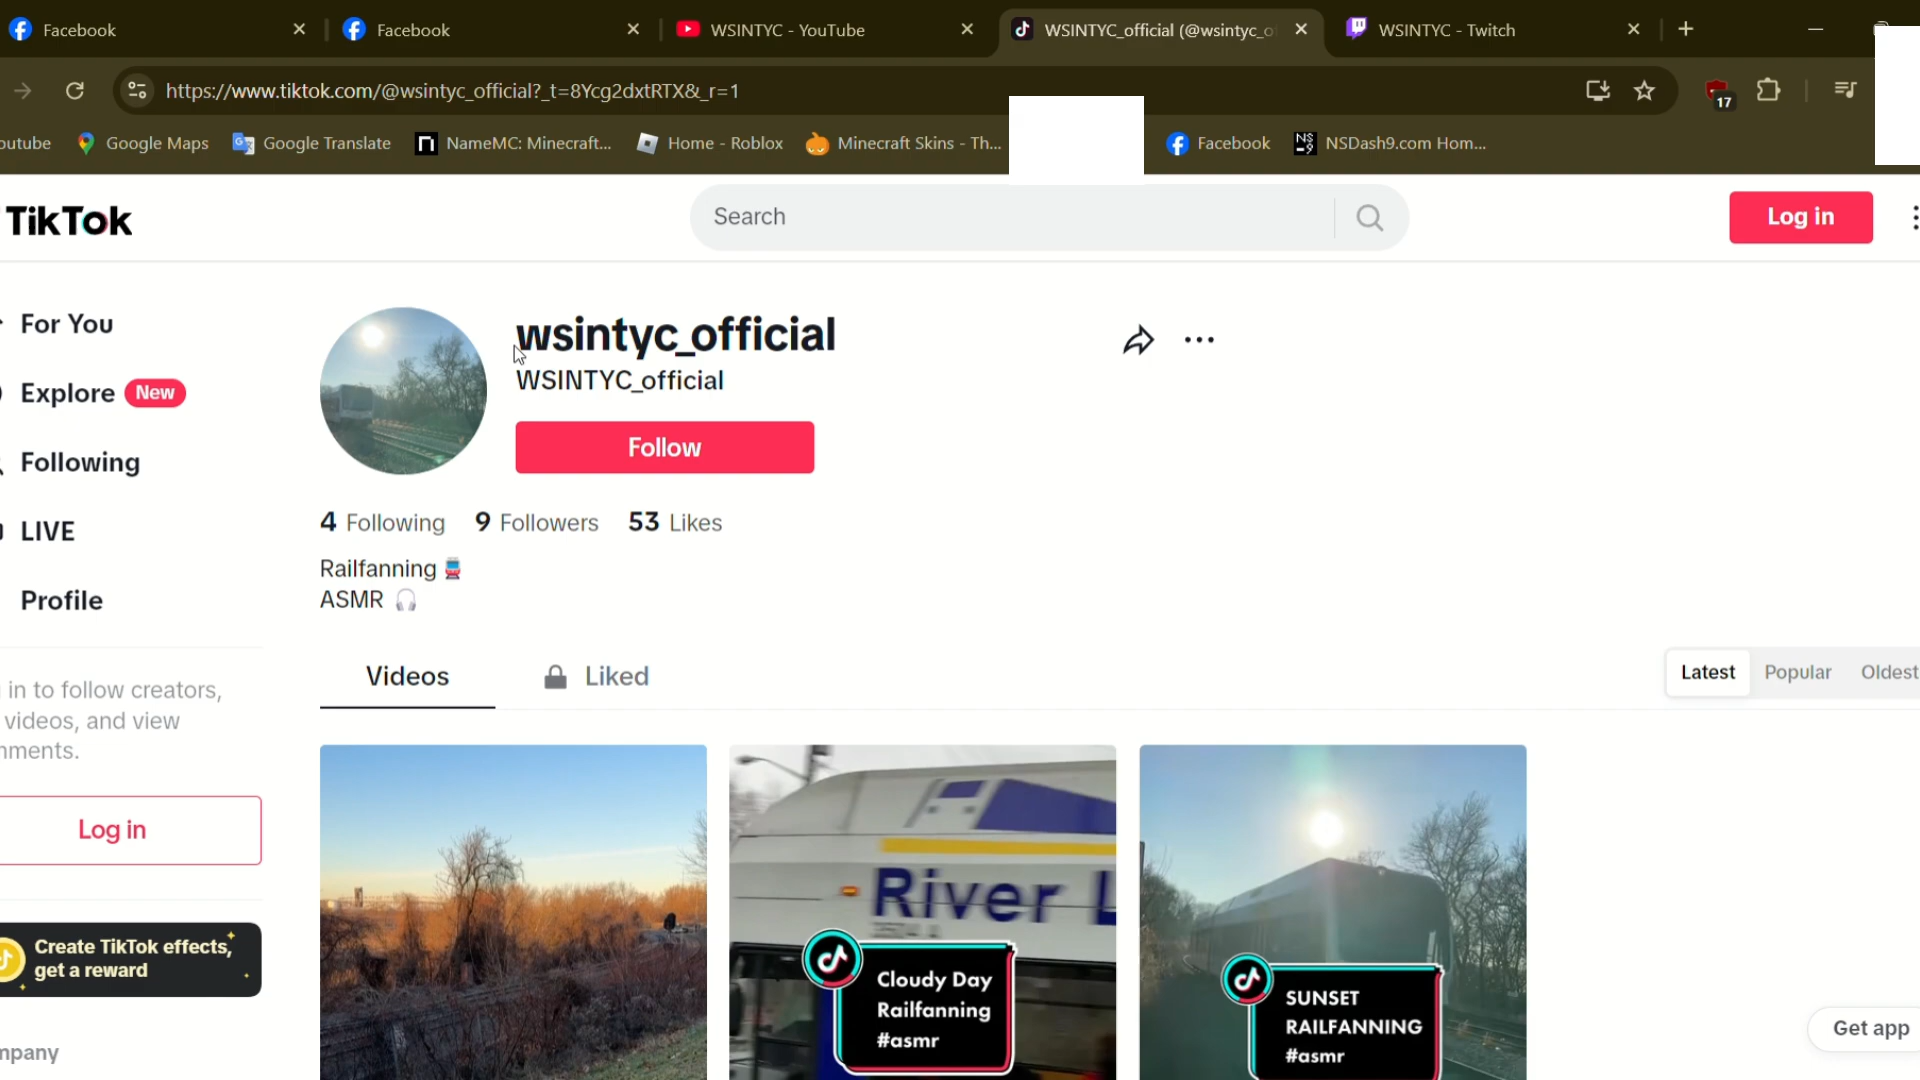 Facebook
Facebook
WSINTYC - YouTube
WSINTYC_official (@wsintyc_o
WSINTYC - Twitch
https://www.tiktok.com/@wsintyc_official?_t=8Ycg2dxtRTX&_r=1
17
outube
Google Maps
Google Translate
NameMC: Minecraft...
Home - Roblox
Minecraft Skins - Th...
Facebook
NS
-9
NSDash9.com Hom...
TikTok
Search
Log in
For You
Explore New
Following
LIVE
Profile
in to follow creators,
videos, and view
nments.
Log in
Create TikTok effects,
get a reward
mpany
wsintyc_official
WSINTYC_official
Follow
4 Following 9 Followers 53 Likes
Railfanning 🚆
ASMR 🎧
Videos
Liked
Latest
Popular
Oldest
River L
Cloudy Day
Railfanning
#asmr
SUNSET
RAILFANNING
#asmr
Get app